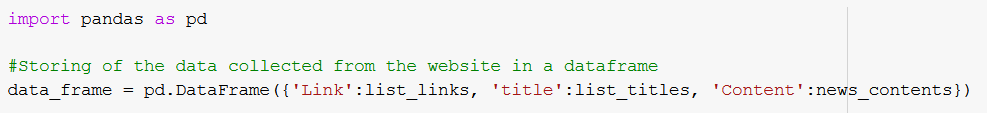 import pandas as pd
#Storing of the data collected from the website in a dataframe
data_frame = pd.DataFrame({'Link':list_links, 'title':list_titles, 'Content':news_contents})